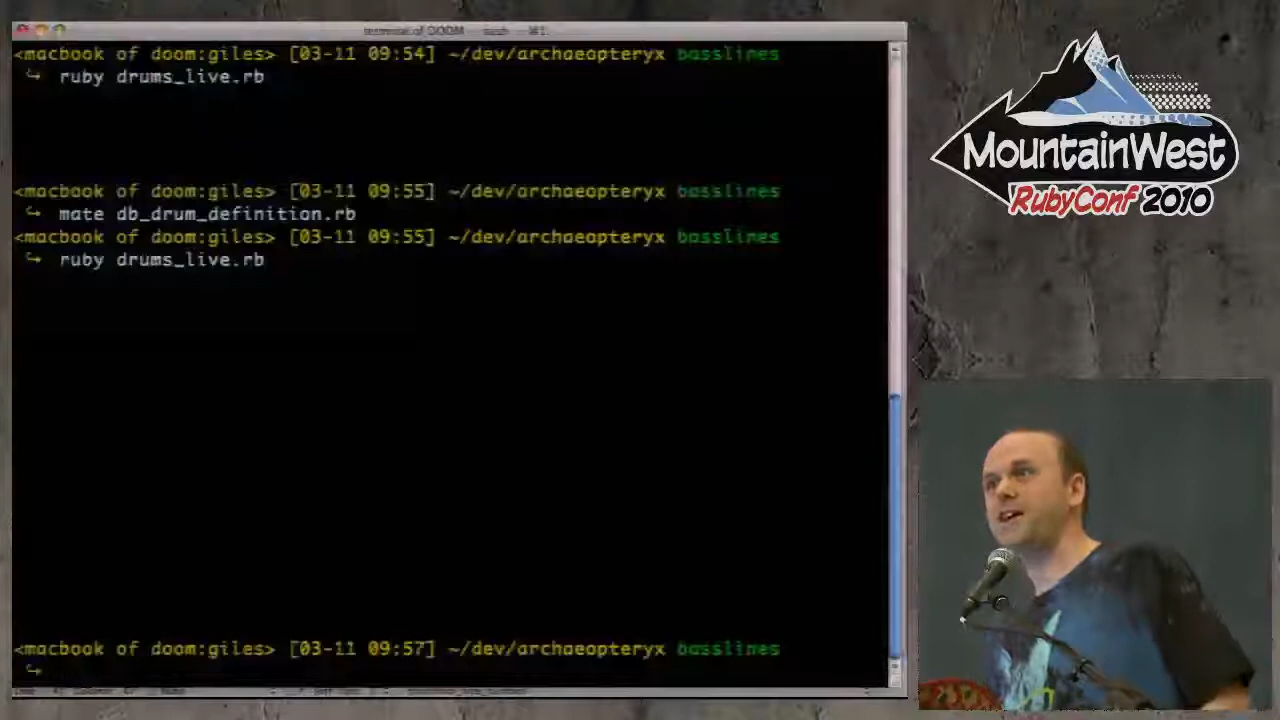 terminal of DOOM — bash — ⌘1
<macbook of doom:giles> [03-11 09:54] ~/dev/archaeopteryx basslines
↪ ruby drums_live.rb
<macbook of doom:giles> [03-11 09:55] ~/dev/archaeopteryx basslines
↪ mate db_drum_definition.rb
<macbook of doom:giles> [03-11 09:55] ~/dev/archaeopteryx basslines
↪ ruby drums_live.rb
<macbook of doom:giles> [03-11 09:57] ~/dev/archaeopteryx basslines
↪
MountainWest
RubyConf 2010